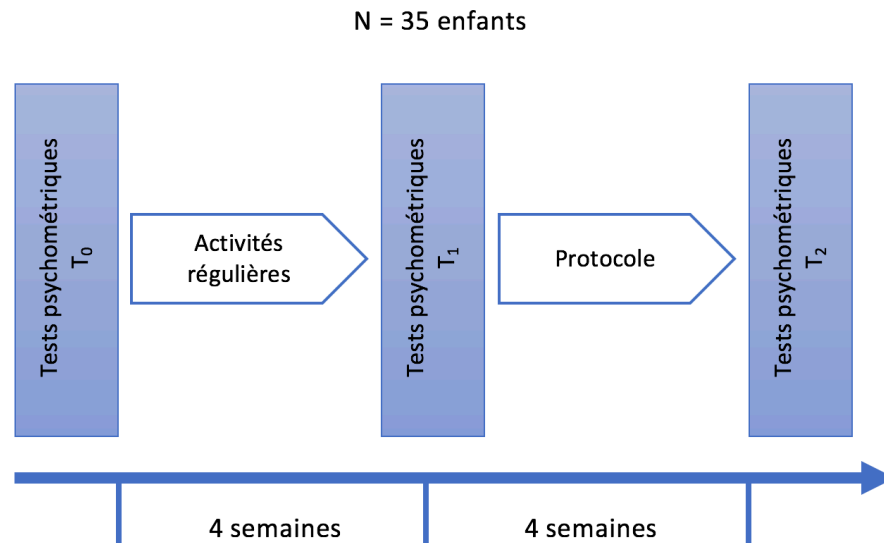 N = 35 enfants
Tests psychométriques
T₀
Activités
régulières
Tests psychométriques
T₁
Protocole
Tests psychométriques
T₂
4 semaines
4 semaines